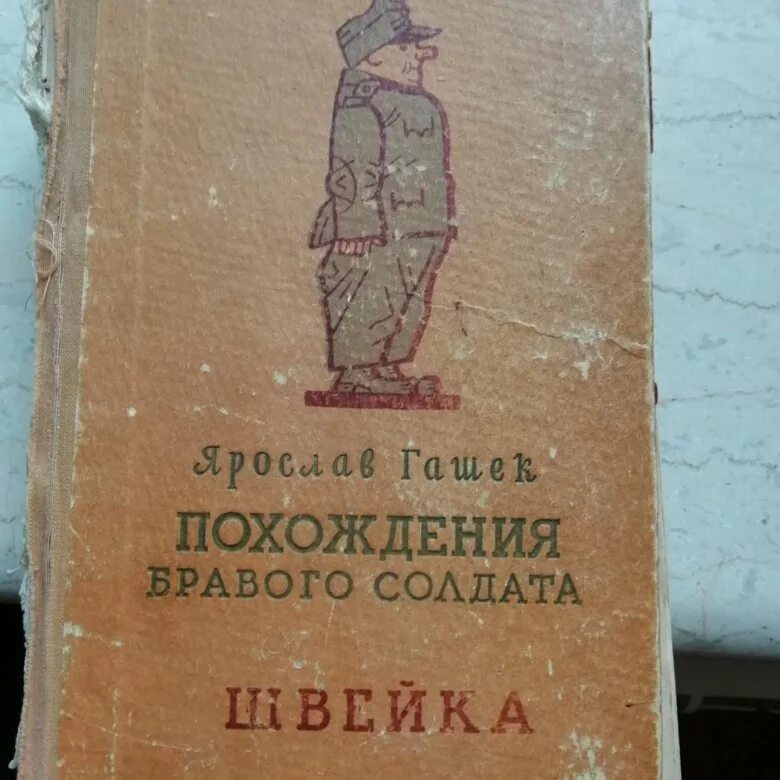 Ярослав Гашек
ПОХОЖДЕНИЯ
БРАВОГО СОЛДАТА
ШВЕЙКА